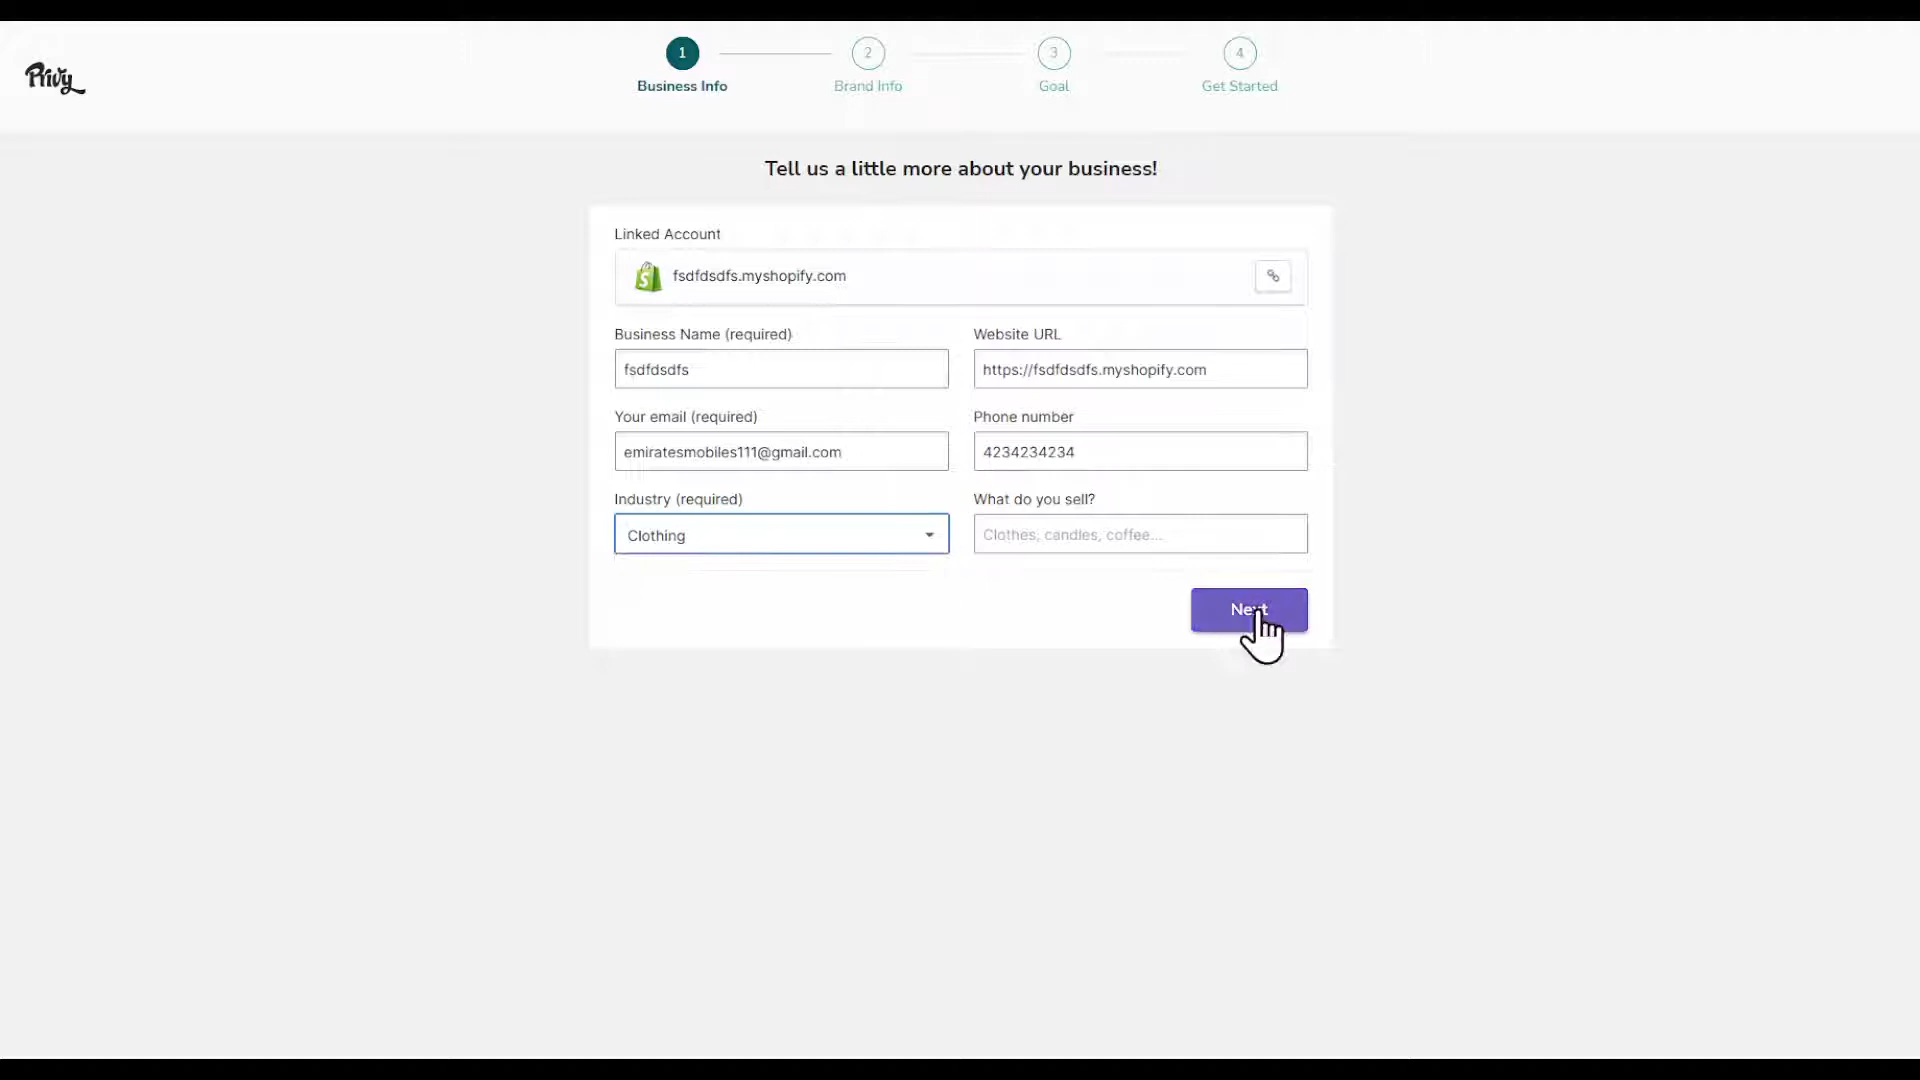 Privy
1 2 3 4
Business Info Brand Info Goal Get Started
Tell us a little more about your business!
Linked Account
fsdfdsdfs.myshopify.com
Business Name (required) Website URL
fsdfdsdfs https://fsdfdsdfs.myshopify.com
Your email (required) Phone number
emiratesmobiles111@gmail.com 4234234234
Industry (required) What do you sell?
Clothing Clothes, candles, coffee...
Next